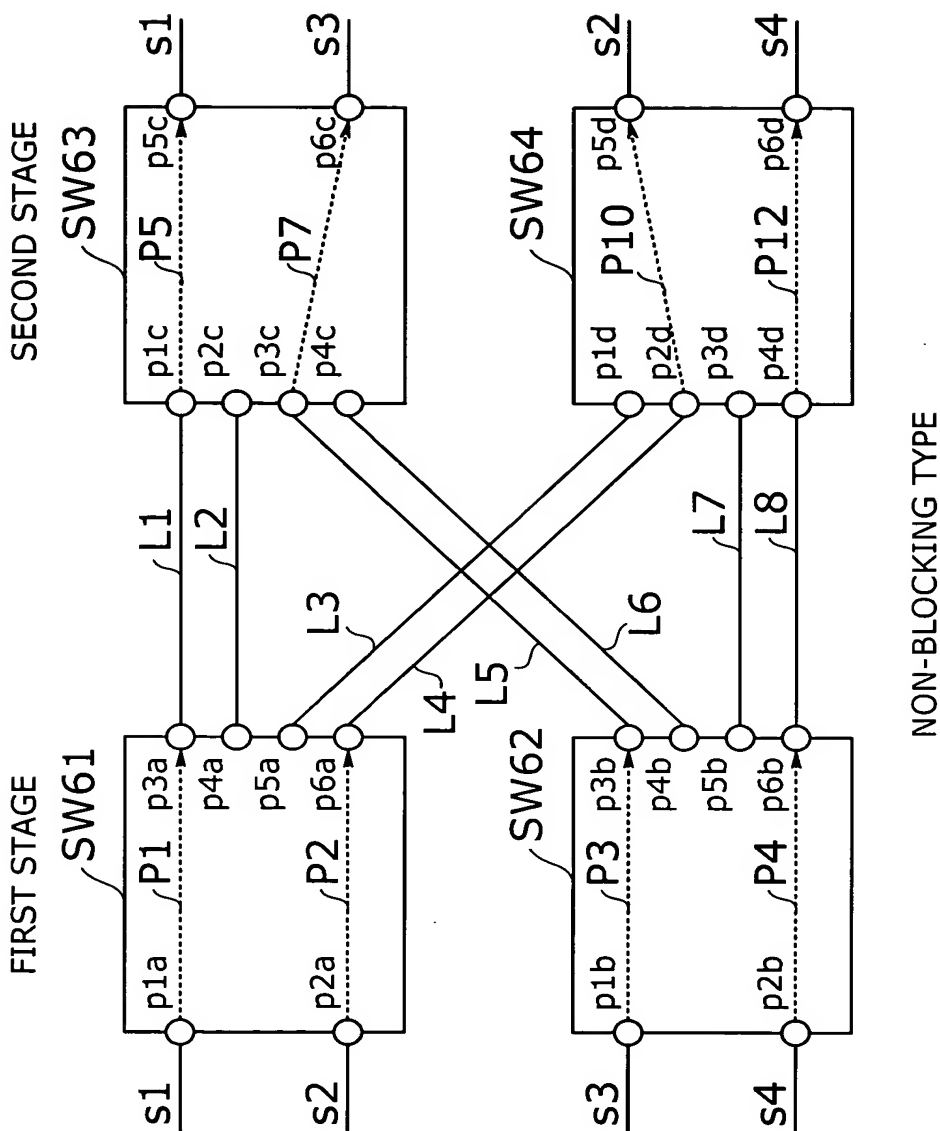 FIRST STAGE
SECOND STAGE
SW61
SW63
s1
p1a
P1
p3a
L1
p1c
P5
p5c
s1
p4a
L2
p2c
p5a
L3
p3c
P7
s2
p2a
P2
p6a
L4
p4c
p6c
s3
SW62
SW64
s3
p1b
P3
p3b
L5
p1d
p5d
s2
p4b
L6
p2d
P10
p5b
L7
p3d
s4
p2b
P4
p6b
L8
p4d
P12
p6d
s4
NON-BLOCKING TYPE